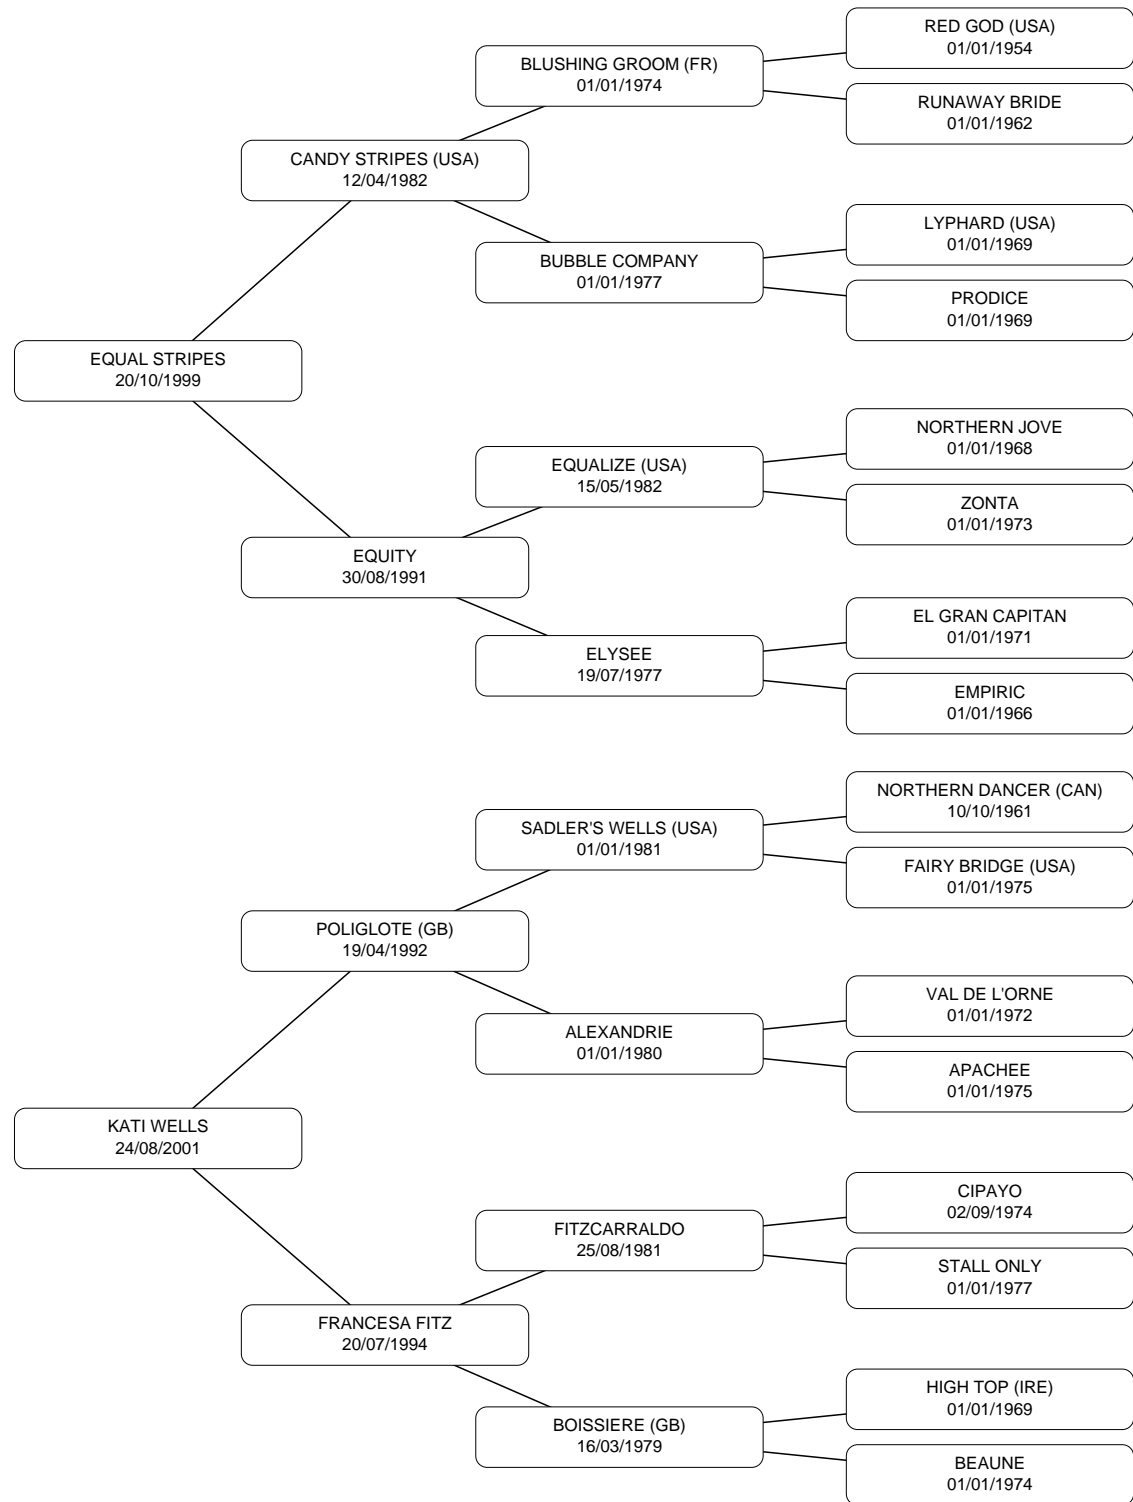 RED GOD (USA)
01/01/1954
BLUSHING GROOM (FR)
01/01/1974
RUNAWAY BRIDE
01/01/1962
CANDY STRIPES (USA)
12/04/1982
LYPHARD (USA)
01/01/1969
BUBBLE COMPANY
01/01/1977
PRODICE
01/01/1969
EQUAL STRIPES
20/10/1999
NORTHERN JOVE
01/01/1968
EQUALIZE (USA)
15/05/1982
ZONTA
01/01/1973
EQUITY
30/08/1991
EL GRAN CAPITAN
01/01/1971
ELYSEE
19/07/1977
EMPIRIC
01/01/1966
NORTHERN DANCER (CAN)
10/10/1961
SADLER'S WELLS (USA)
01/01/1981
FAIRY BRIDGE (USA)
01/01/1975
POLIGLOTE (GB)
19/04/1992
VAL DE L'ORNE
01/01/1972
ALEXANDRIE
01/01/1980
APACHEE
01/01/1975
KATI WELLS
24/08/2001
CIPAYO
02/09/1974
FITZCARRALDO
25/08/1981
STALL ONLY
01/01/1977
FRANCESA FITZ
20/07/1994
HIGH TOP (IRE)
01/01/1969
BOISSIERE (GB)
16/03/1979
BEAUNE
01/01/1974